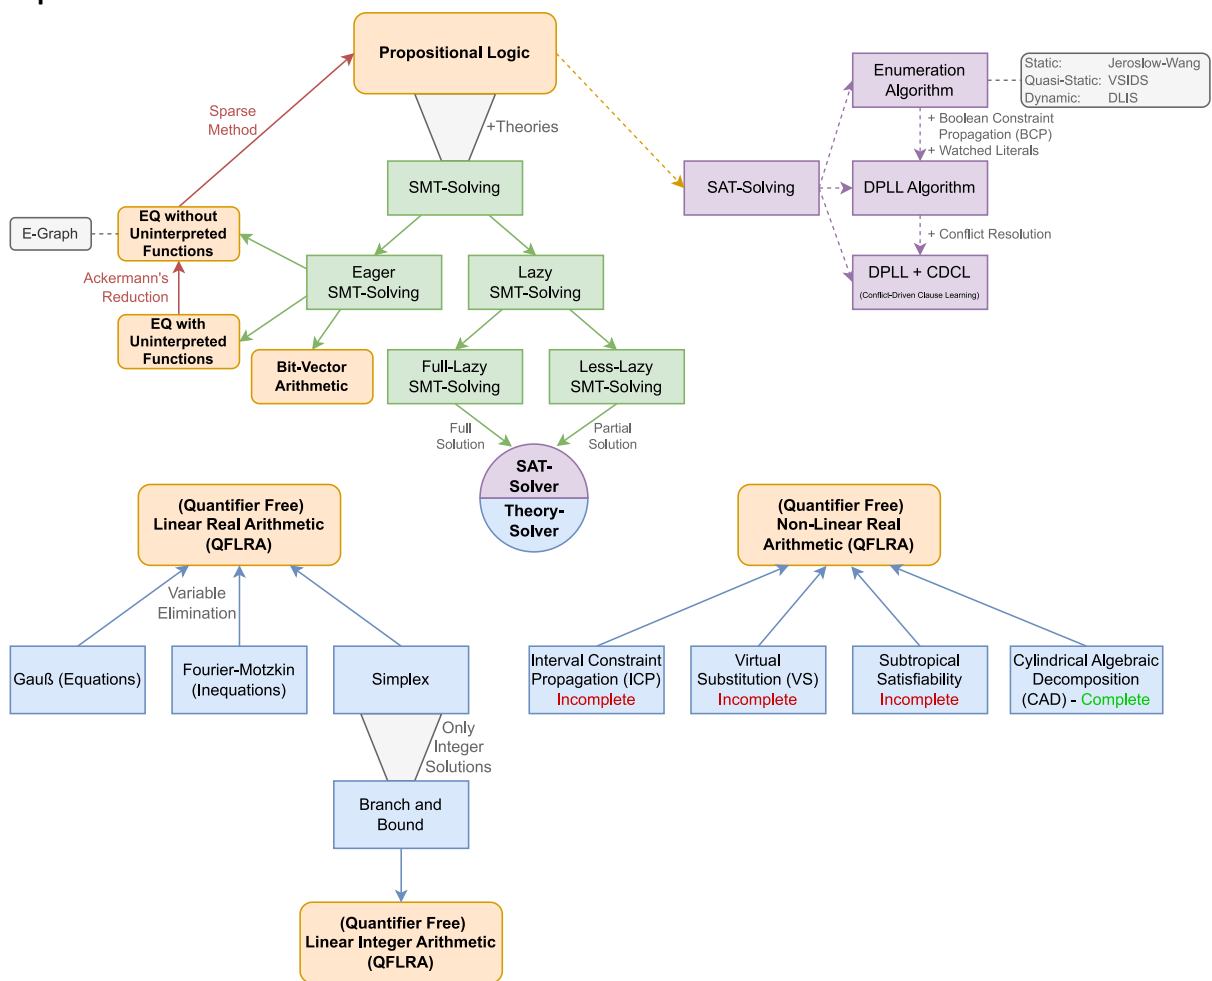 Propositional Logic
+Theories
Sparse
Method
SMT-Solving
SAT-Solving
Enumeration
Algorithm
Static: Jeroslow-Wang
Quasi-Static: VSIDS
Dynamic: DLIS
+ Boolean Constraint
Propagation (BCP)
+ Watched Literals
DPLL Algorithm
+ Conflict Resolution
DPLL + CDCL
(Conflict-Driven Clause Learning)
E-Graph
EQ without
Uninterpreted
Functions
Ackermann's
Reduction
EQ with
Uninterpreted
Functions
Eager
SMT-Solving
Lazy
SMT-Solving
Bit-Vector
Arithmetic
Full-Lazy
SMT-Solving
Less-Lazy
SMT-Solving
Full
Solution
Partial
Solution
SAT-
Solver
Theory-
Solver
(Quantifier Free)
Linear Real Arithmetic
(QFLRA)
Variable
Elimination
Gauß (Equations)
Fourier-Motzkin
(Inequations)
Simplex
Only
Integer
Solutions
Branch and
Bound
(Quantifier Free)
Linear Integer Arithmetic
(QFLRA)
(Quantifier Free)
Non-Linear Real
Arithmetic (QFLRA)
Interval Constraint
Propagation (ICP)
Incomplete
Virtual
Substitution (VS)
Incomplete
Subtropical
Satisfiability
Incomplete
Cylindrical Algebraic
Decomposition
(CAD) - Complete